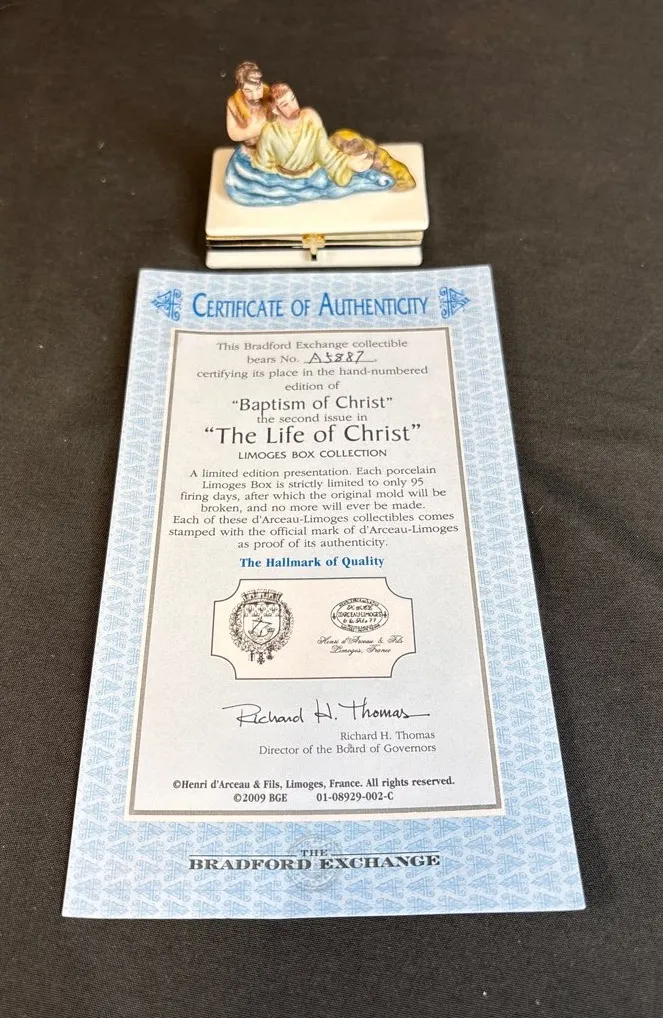 CERTIFICATE OF AUTHENTICITY
This Bradford Exchange collectible
bears No. A5887,
certifying its place in the hand-numbered
edition of
"Baptism of Christ"
the second issue in
"The Life of Christ"
LIMOGES BOX COLLECTION
A limited edition presentation. Each porcelain
Limoges Box is strictly limited to only 95
firing days, after which the original mold will be
broken, and no more will ever be made.
Each of these d'Arceau-Limoges collectibles comes
stamped with the official mark of d'Arceau-Limoges
as proof of its authenticity.
The Hallmark of Quality
D'ARCEAU-LIMOGES
Henri d'Arceau & Fils
Limoges, France
Richard H. Thomas
Richard H. Thomas
Director of the Board of Governors
©Henri d'Arceau & Fils, Limoges, France. All rights reserved.
©2009 BGE 01-08929-002-C
THE
BRADFORD EXCHANGE